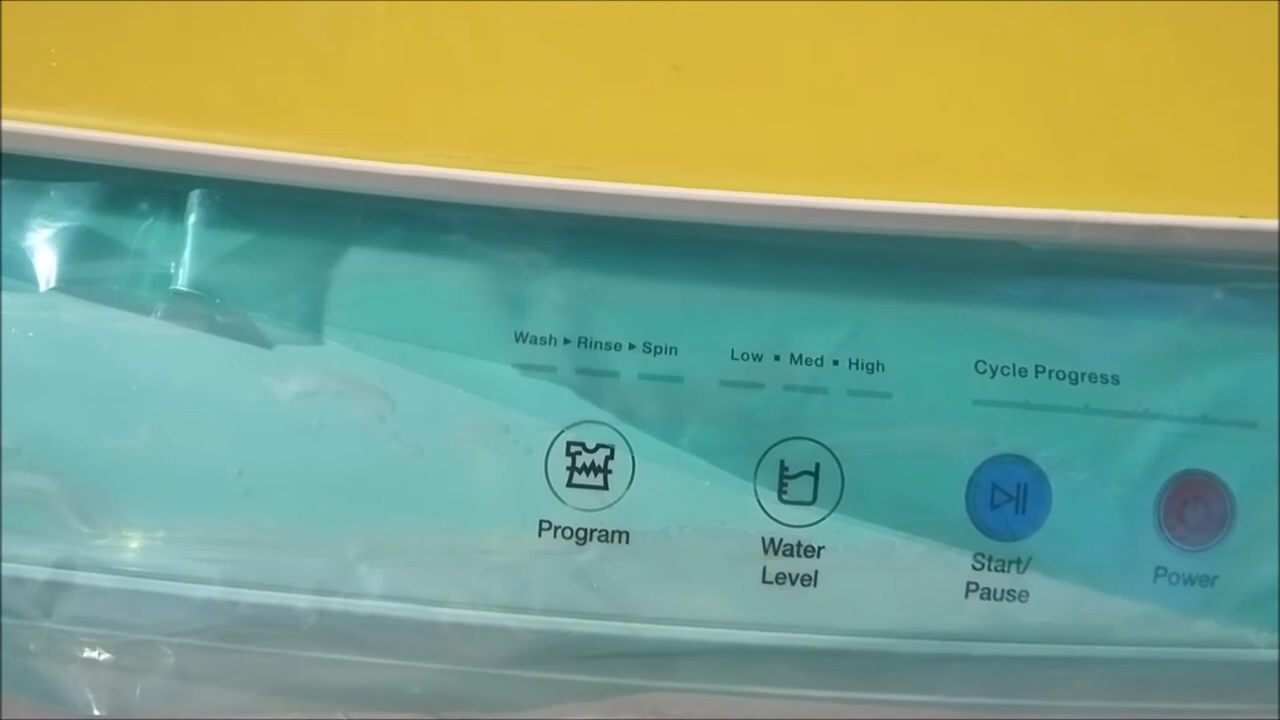 Wash ▸ Rinse ▸ Spin
Low ▪ Med ▪ High
Cycle Progress
Program
Water
Level
Start/
Pause
Power